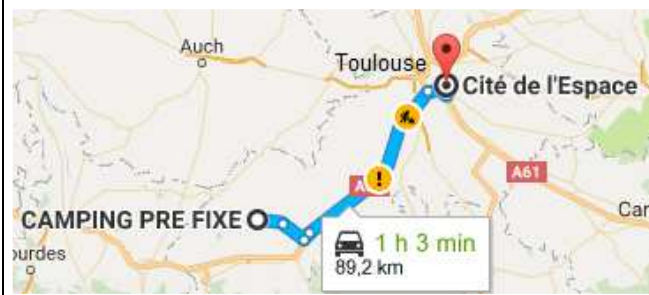 Auch
Toulouse
Cité de l'Espace
A61
CAMPING PRE FIXE
1 h 3 min
89,2 km